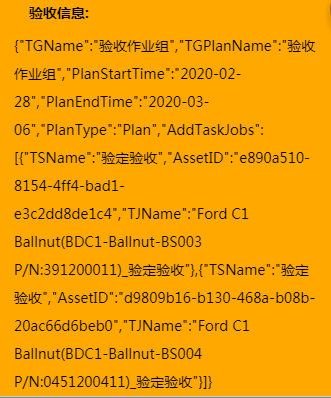 验收信息:
{"TGName":"验收作业组","TGPlanName":"验收
作业组","PlanStartTime":"2020-02-
28","PlanEndTime":"2020-03-
06","PlanType":"Plan","AddTaskJobs":
[{"TSName":"验定验收","AssetID":"e890a510-
8154-4ff4-bad1-
e3c2dd8de1c4","TJName":"Ford C1
Ballnut(BDC1-Ballnut-BS003
P/N:391200011)_验定验收"},{"TSName":"验定
验收","AssetID":"d9809b16-b130-468a-b08b-
20ac66d6beb0","TJName":"Ford C1
Ballnut(BDC1-Ballnut-BS004
P/N:0451200411)_验定验收"}]}